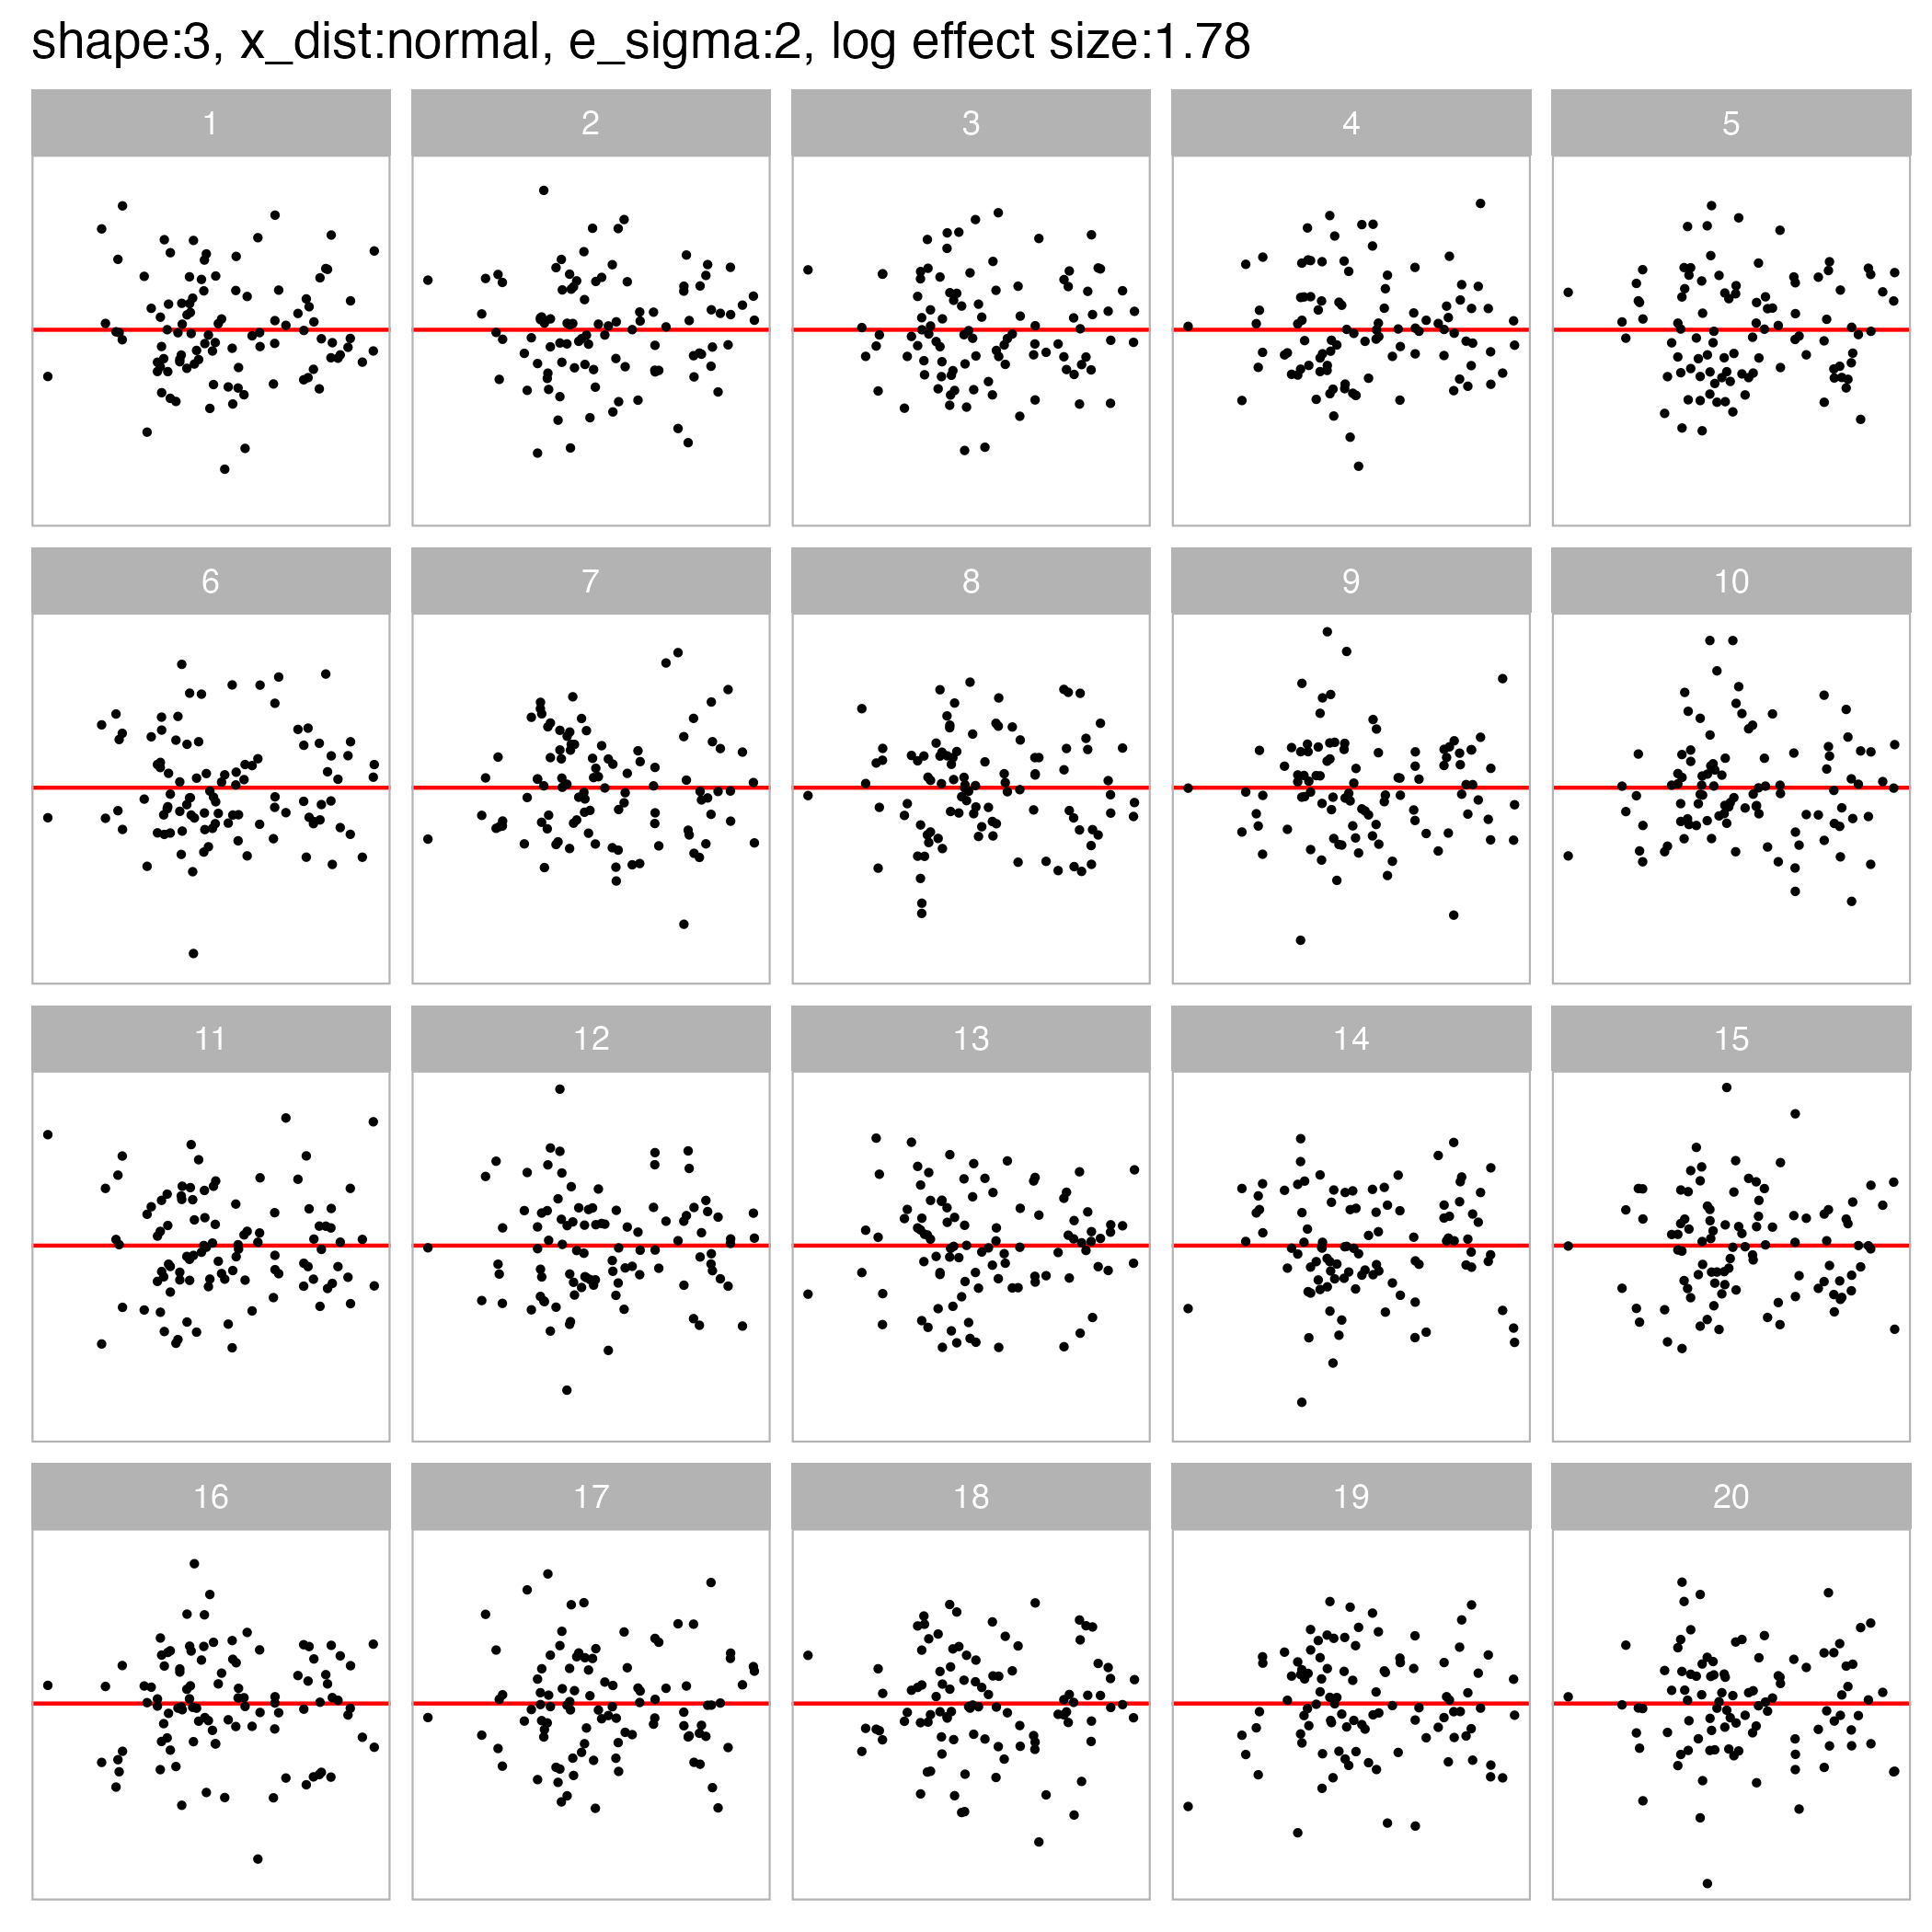 shape:3, x_dist:normal, e_sigma:2, log effect size:1.78
1 2 3 4 5
6 7 8 9 10
11 12 13 14 15
16 17 18 19 20